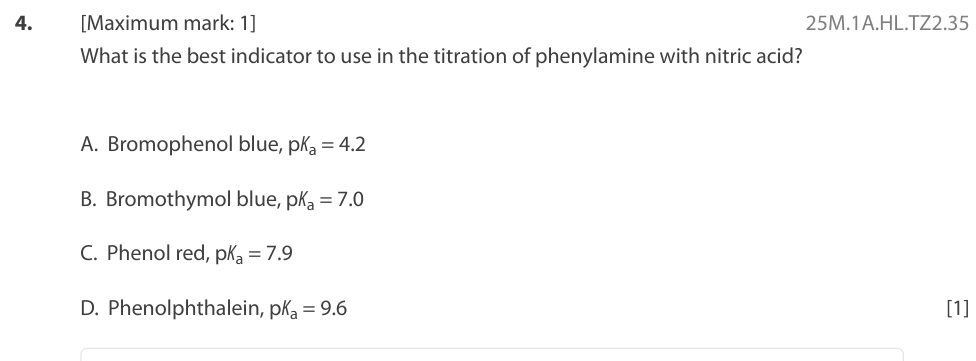 4. [Maximum mark: 1] 25M.1A.HL.TZ2.35
What is the best indicator to use in the titration of phenylamine with nitric acid?
A. Bromophenol blue, pKa = 4.2
B. Bromothymol blue, pKa = 7.0
C. Phenol red, pKa = 7.9
D. Phenolphthalein, pKa = 9.6 [1]